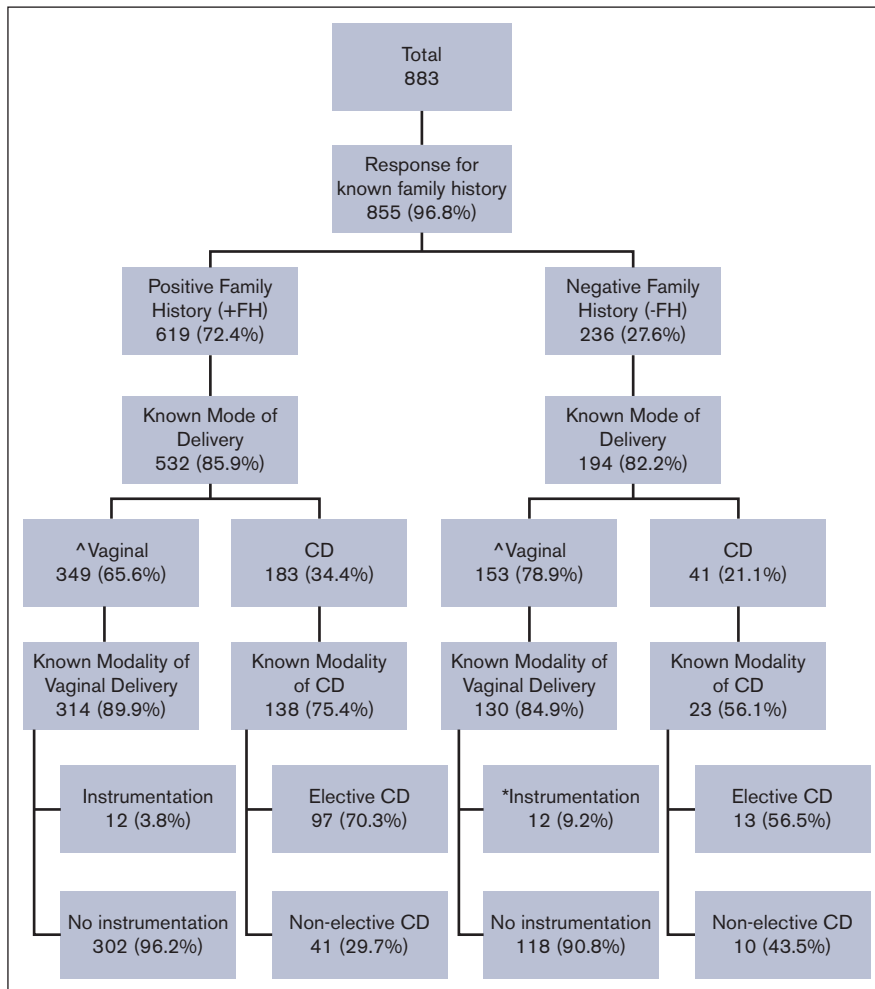 Total
883
Response for
known family history
855 (96.8%)
Positive Family
History (+FH)
619 (72.4%)
Negative Family
History (-FH)
236 (27.6%)
Known Mode of
Delivery
532 (85.9%)
Known Mode of
Delivery
194 (82.2%)
^Vaginal
349 (65.6%)
CD
183 (34.4%)
^Vaginal
153 (78.9%)
CD
41 (21.1%)
Known Modality of
Vaginal Delivery
314 (89.9%)
Known Modality
of CD
138 (75.4%)
Known Modality of
Vaginal Delivery
130 (84.9%)
Known Modality
of CD
23 (56.1%)
Instrumentation
12 (3.8%)
Elective CD
97 (70.3%)
*Instrumentation
12 (9.2%)
Elective CD
13 (56.5%)
No instrumentation
302 (96.2%)
Non-elective CD
41 (29.7%)
No instrumentation
118 (90.8%)
Non-elective CD
10 (43.5%)